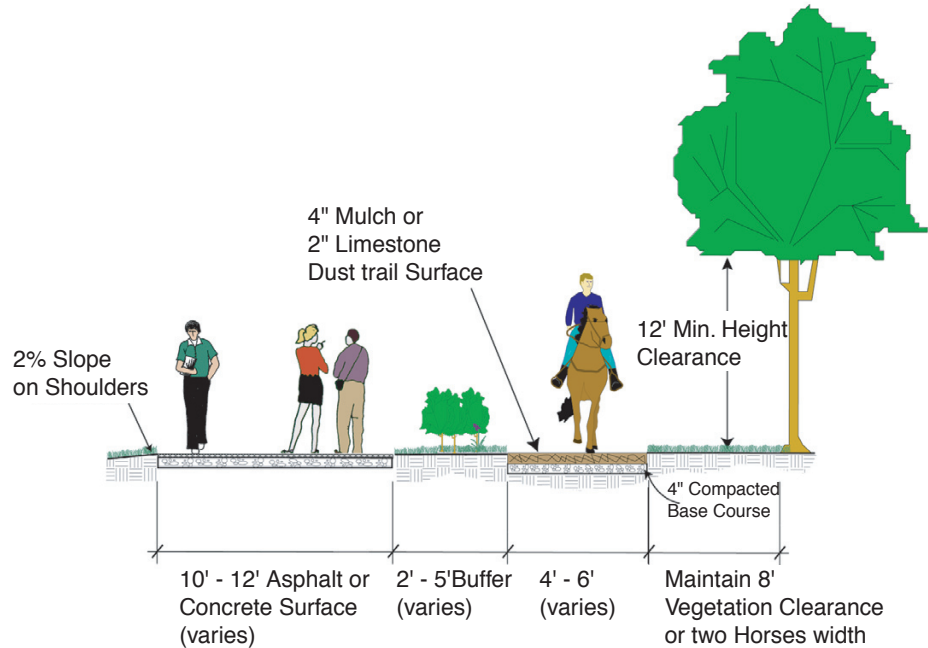 4" Mulch or
2" Limestone
Dust trail Surface
12' Min. Height
Clearance
2% Slope
on Shoulders
4" Compacted
Base Course
10' - 12' Asphalt or
Concrete Surface
(varies)
2' - 5'Buffer
(varies)
4' - 6'
(varies)
Maintain 8'
Vegetation Clearance
or two Horses width